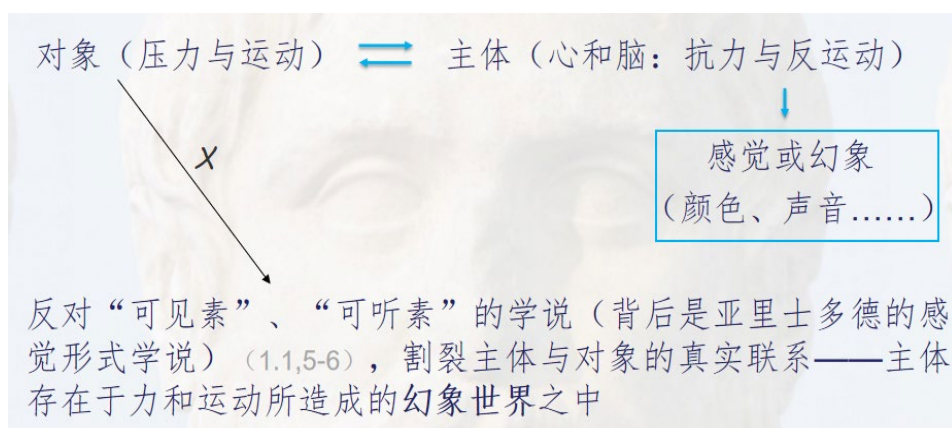 对象（压力与运动） 主体（心和脑：抗力与反运动）
X
感觉或幻象
（颜色、声音……）
反对“可见素”、“可听素”的学说（背后是亚里士多德的感
觉形式学说）（1.1,5-6），割裂主体与对象的真实联系——主体
存在于力和运动所造成的幻象世界之中